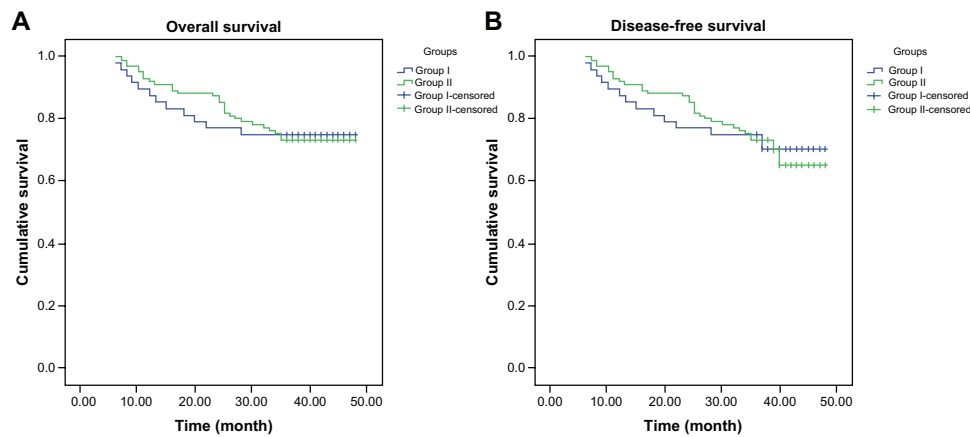 A
Overall survival
Cumulative survival
1.0
0.8
0.6
0.4
0.2
0.0
0.00 10.00 20.00 30.00 40.00 50.00
Time (month)
Groups
Group I
Group II
Group I-censored
Group II-censored
B
Disease-free survival
Cumulative survival
1.0
0.8
0.6
0.4
0.2
0.0
0.00 10.00 20.00 30.00 40.00 50.00
Time (month)
Groups
Group I
Group II
Group I-censored
Group II-censored